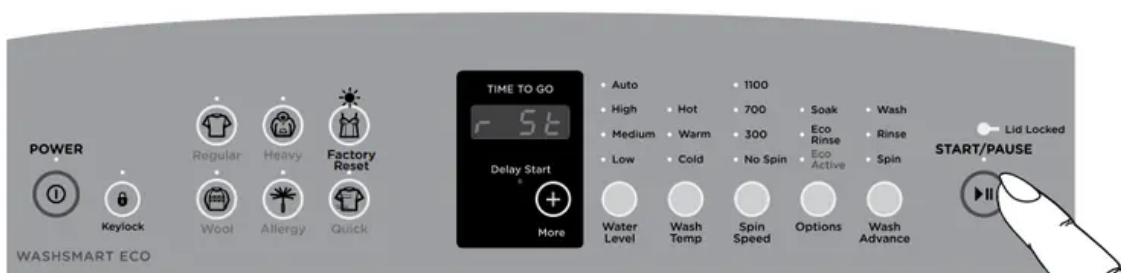 POWER
Keylock
WASHSMART ECO
Regular
Heavy
Factory
Reset
Wool
Allergy
Quick
TIME TO GO
r St
Delay Start
+
More
Auto
High
Medium
Low
Water
Level
Hot
Warm
Cold
Wash
Temp
1100
700
300
No Spin
Spin
Speed
Soak
Eco
Rinse
Eco
Active
Options
Wash
Rinse
Spin
Wash
Advance
Lid Locked
START/PAUSE